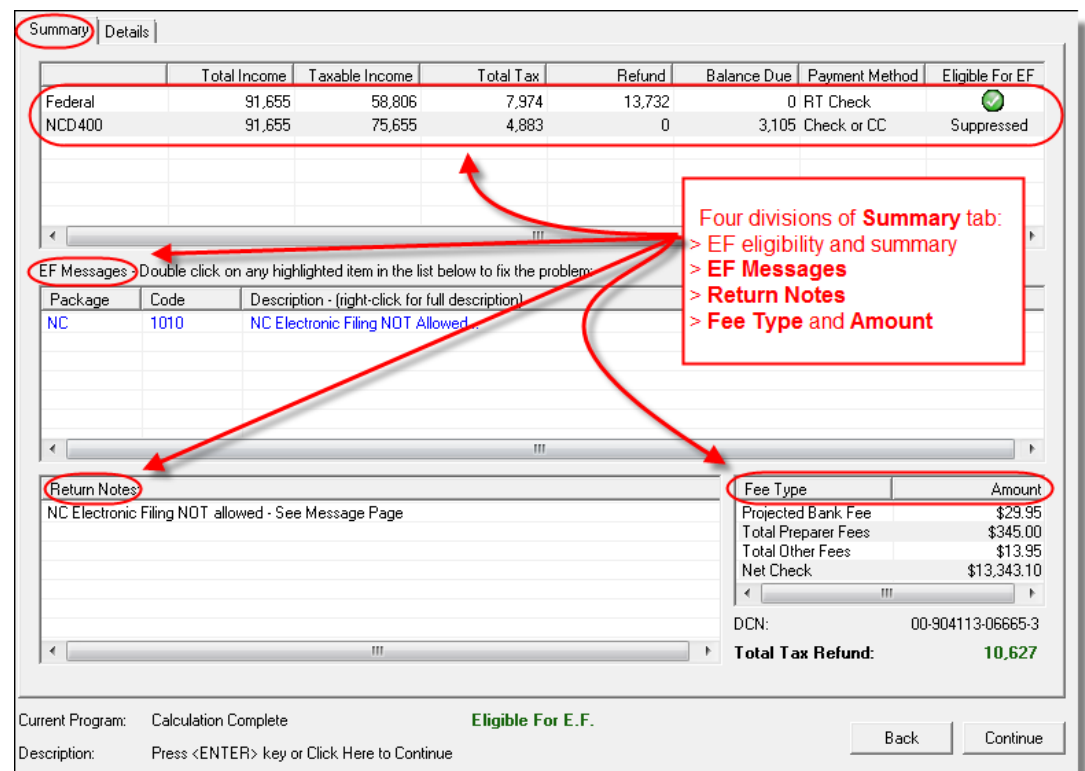 Summary Details
Total Income Taxable Income Total Tax Refund Balance Due Payment Method Eligible For EF
Federal 91,655 58,806 7,974 13,732 0 RT Check
NCD400 91,655 75,655 4,883 0 3,105 Check or CC Suppressed
Four divisions of Summary tab:
> EF eligibility and summary
> EF Messages
> Return Notes
> Fee Type and Amount
EF Messages - Double click on any highlighted item in the list below to fix the problem:
Package Code Description - (right-click for full description)
NC 1010 NC Electronic Filing NOT Allowed...
Return Notes:
NC Electronic Filing NOT allowed - See Message Page
Fee Type Amount
Projected Bank Fee $29.95
Total Preparer Fees $345.00
Total Other Fees $13.95
Net Check $13,343.10
DCN: 00-904113-06665-3
Total Tax Refund: 10,627
Current Program: Calculation Complete Eligible For E.F.
Description: Press <ENTER> key or Click Here to Continue
Back Continue